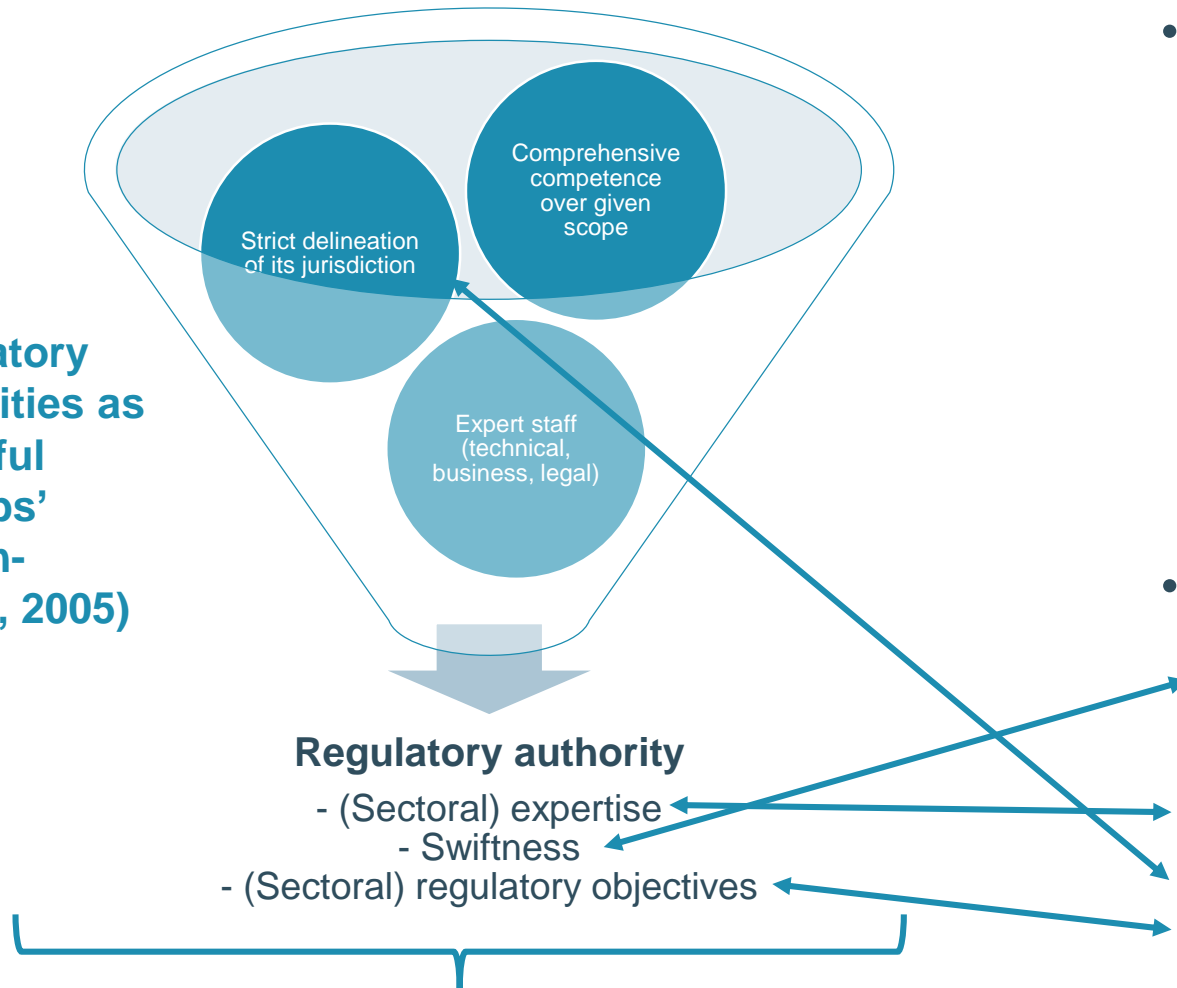 Comprehensive
competence
over given
scope
Strict delineation
of its jurisdiction
Expert staff
(technical,
business, legal)
atory
ities as
ful
os’
n-
, 2005)
Regulatory authority
- (Sectoral) expertise
- Swiftness
- (Sectoral) regulatory objectives